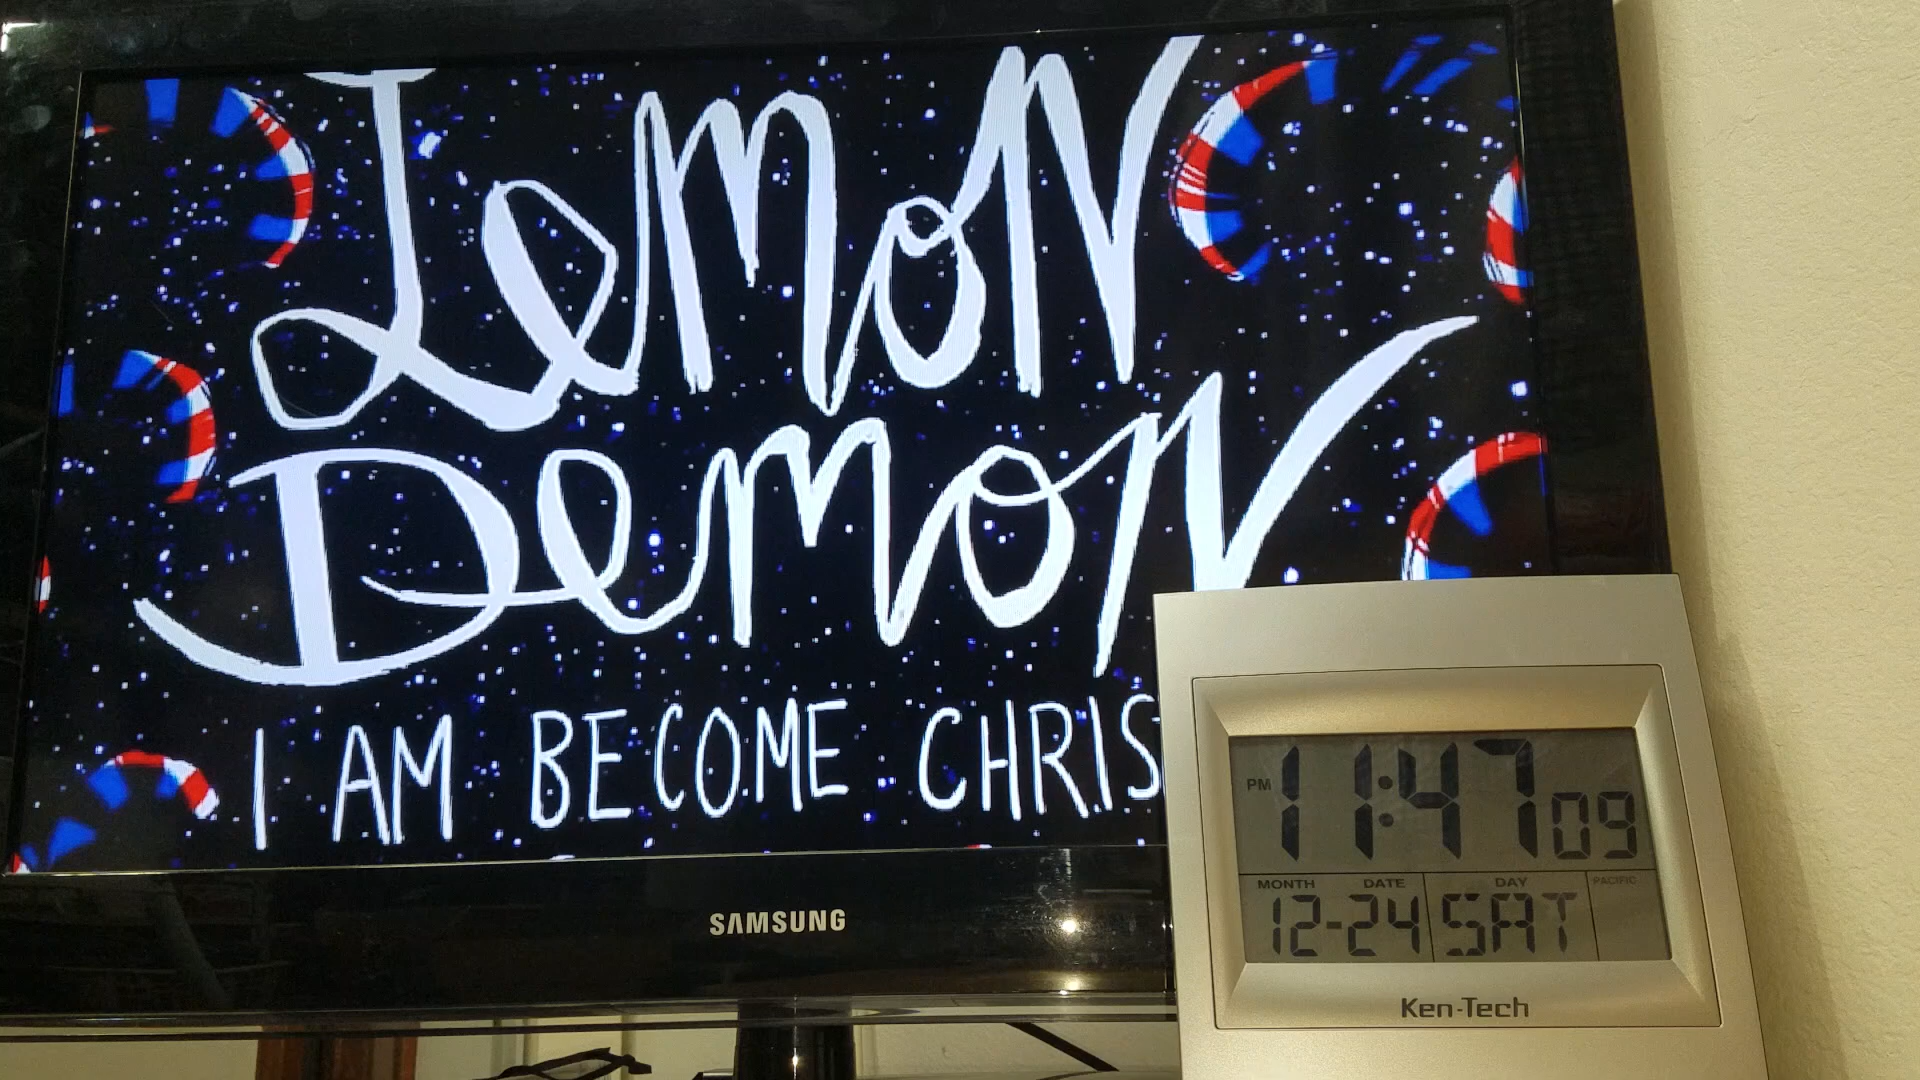 Lemon
Demon
I AM BECOME CHRIS
SAMSUNG
PM 11:47 09
MONTH DATE DAY PACIFIC
12-24 SAT
Ken-Tech